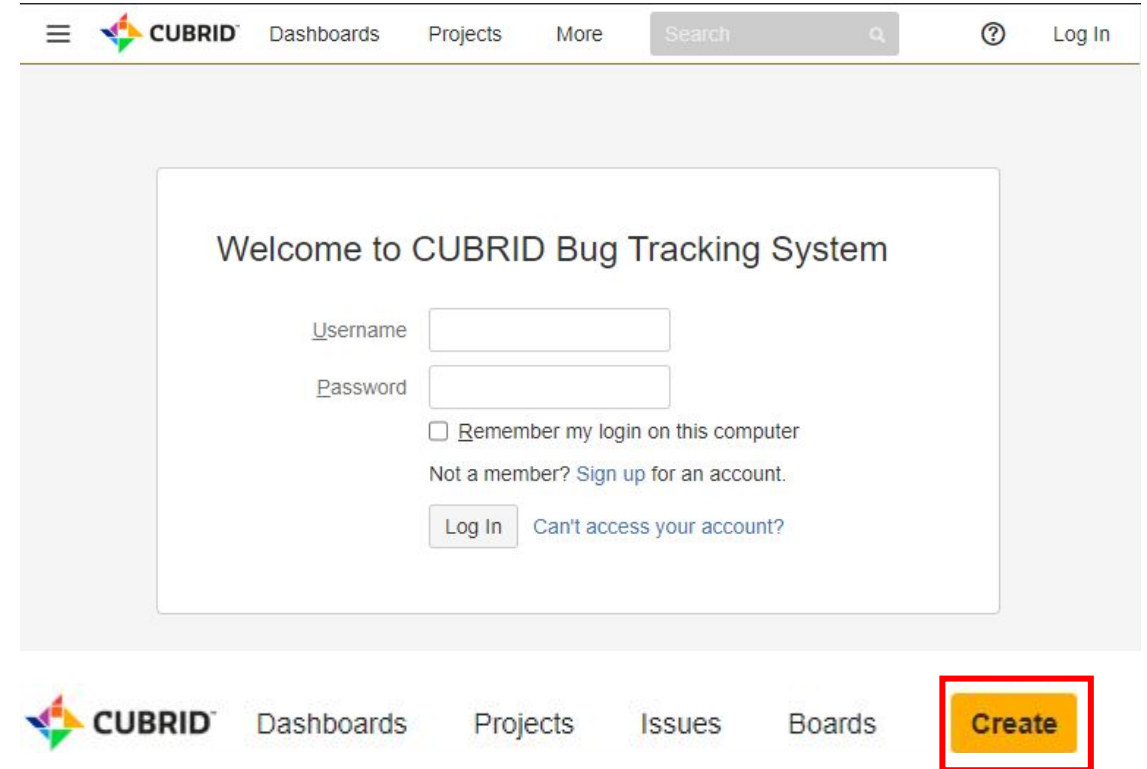 CUBRID Dashboards Projects More Search Log In
Welcome to CUBRID Bug Tracking System
Username
Password
Remember my login on this computer
Not a member? Sign up for an account.
Log In Can't access your account?
CUBRID Dashboards Projects Issues Boards Create